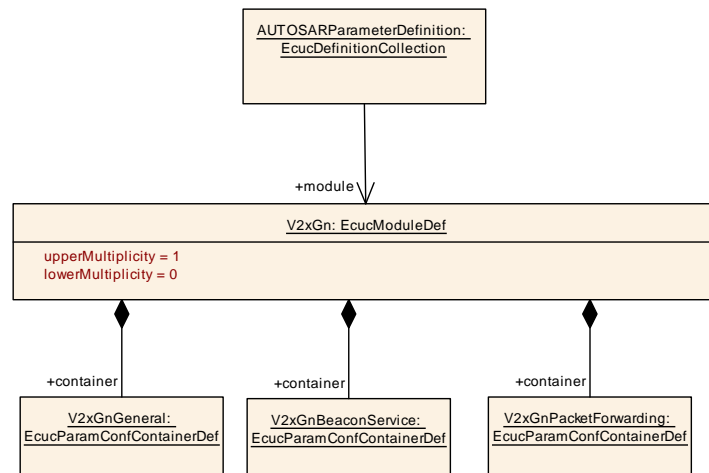 AUTOSARParameterDefinition:
EcucDefinitionCollection
+module
V2xGn: EcucModuleDef
upperMultiplicity = 1
lowerMultiplicity = 0
+container
+container
+container
V2xGnGeneral:
EcucParamConfContainerDef
V2xGnBeaconService:
EcucParamConfContainerDef
V2xGnPacketForwarding:
EcucParamConfContainerDef